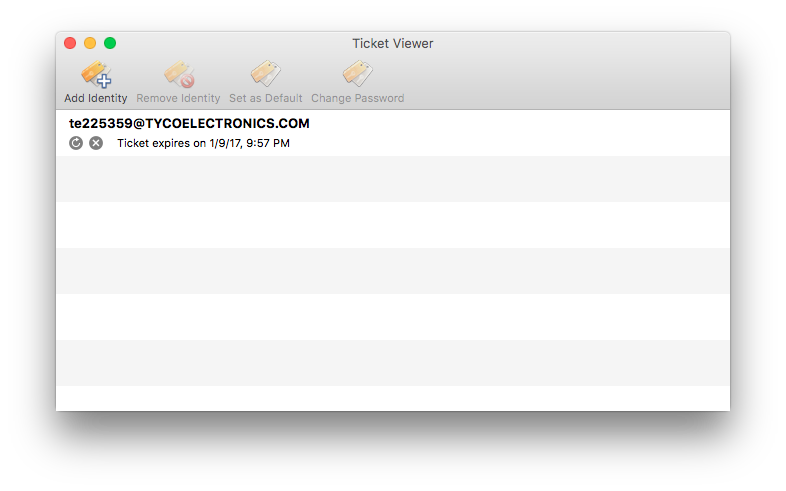 Ticket Viewer
Add Identity Remove Identity Set as Default Change Password
te225359@TYCOELECTRONICS.COM
Ticket expires on 1/9/17, 9:57 PM